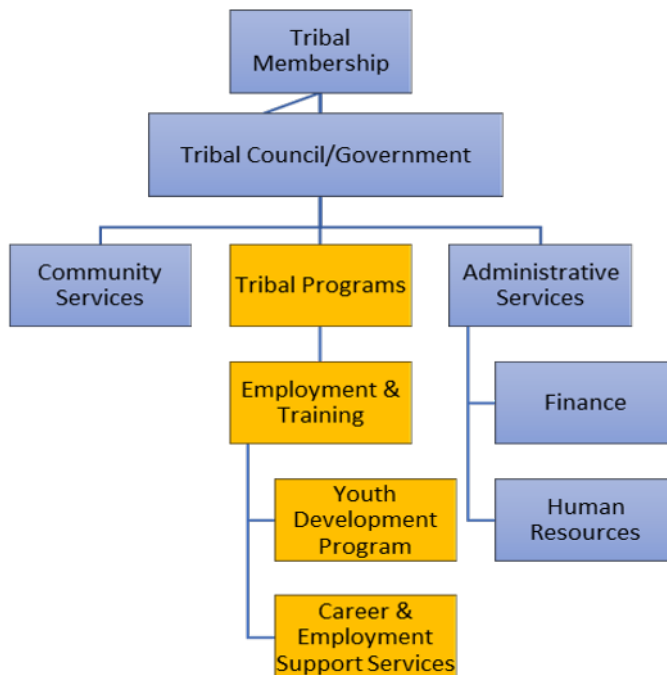 Tribal
Membership
Tribal Council/Government
Community
Services
Tribal Programs
Administrative
Services
Employment &
Training
Finance
Youth
Development
Program
Human
Resources
Career &
Employment
Support Services